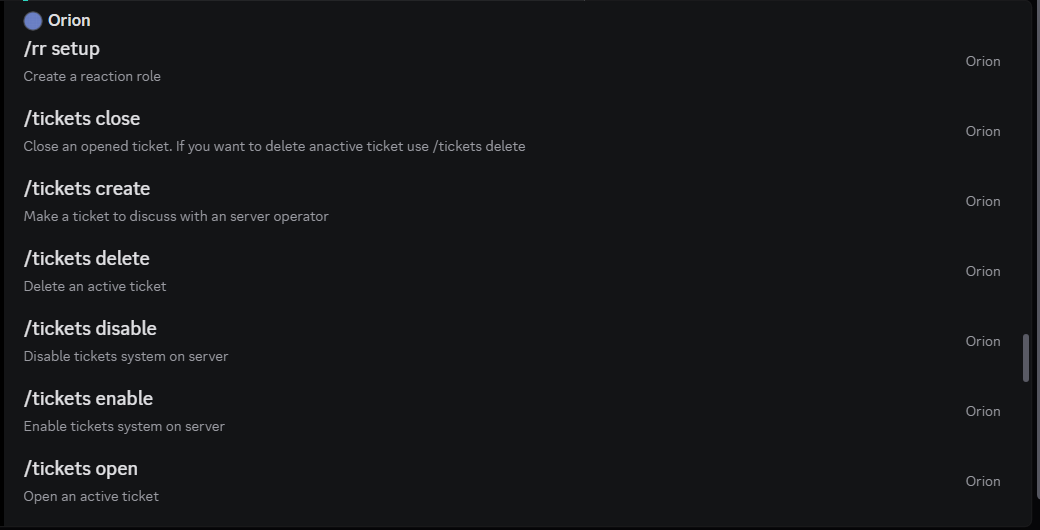 Orion
/rr setup
Create a reaction role
Orion
/tickets close
Close an opened ticket. If you want to delete anactive ticket use /tickets delete
Orion
/tickets create
Make a ticket to discuss with an server operator
Orion
/tickets delete
Delete an active ticket
Orion
/tickets disable
Disable tickets system on server
Orion
/tickets enable
Enable tickets system on server
Orion
/tickets open
Open an active ticket
Orion